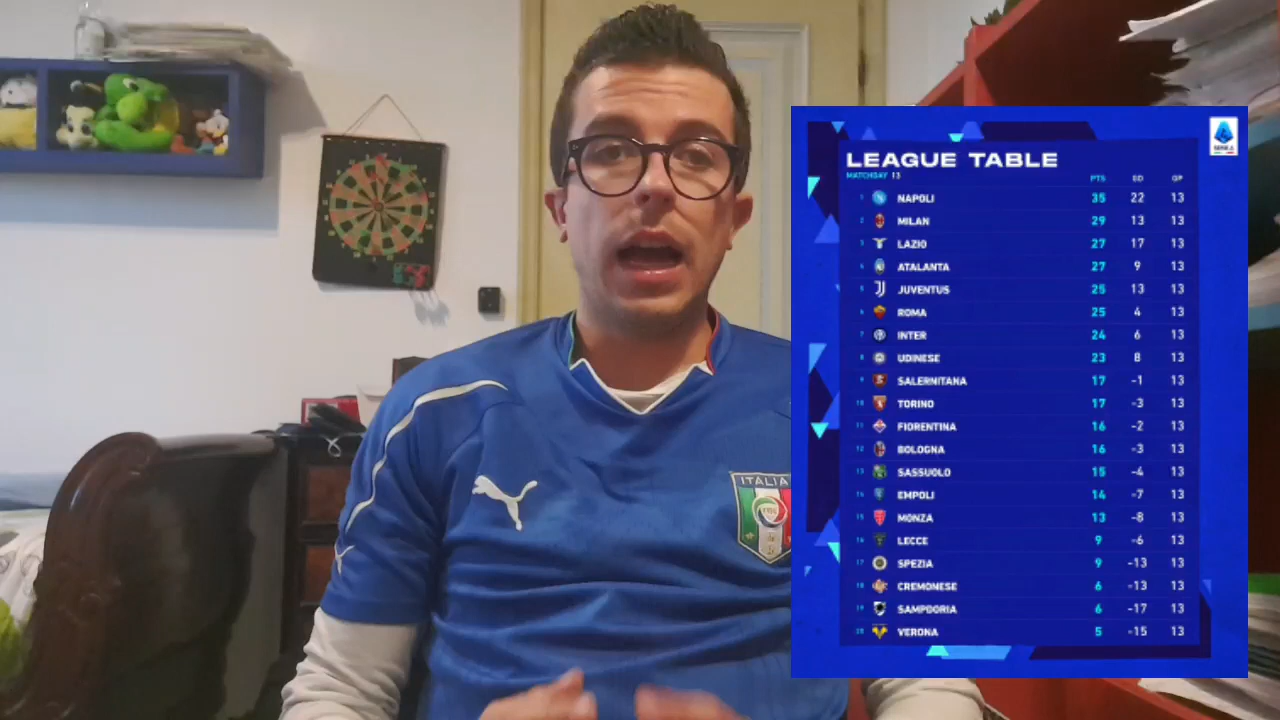 LEAGUE TABLE
MATCHDAY 13
PTS GD GP
1 NAPOLI 35 22 13
2 MILAN 29 13 13
3 LAZIO 27 17 13
4 ATALANTA 27 9 13
5 JUVENTUS 25 13 13
6 ROMA 25 4 13
7 INTER 24 6 13
8 UDINESE 23 8 13
9 SALERNITANA 17 -1 13
10 TORINO 17 -3 13
11 FIORENTINA 16 -2 13
12 BOLOGNA 16 -3 13
13 SASSUOLO 15 -4 13
14 EMPOLI 14 -7 13
15 MONZA 13 -8 13
16 LECCE 9 -6 13
17 SPEZIA 9 -13 13
18 CREMONESE 6 -13 13
19 SAMPDORIA 6 -17 13
20 VERONA 5 -15 13
ITALIA